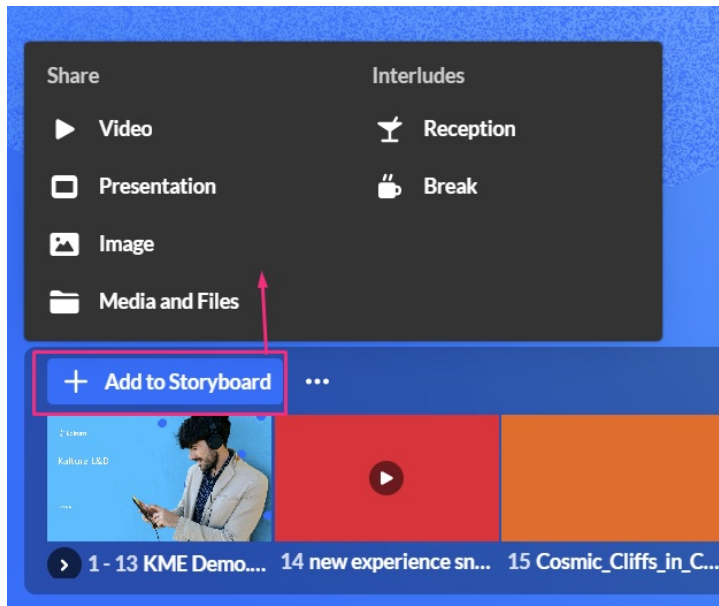 Share
Interludes
Video
Reception
Presentation
Break
Image
Media and Files
+ Add to Storyboard
•••
Kaltura L&D
1 - 13 KME Demo....
14 new experience sn...
15 Cosmic_Cliffs_in_C...